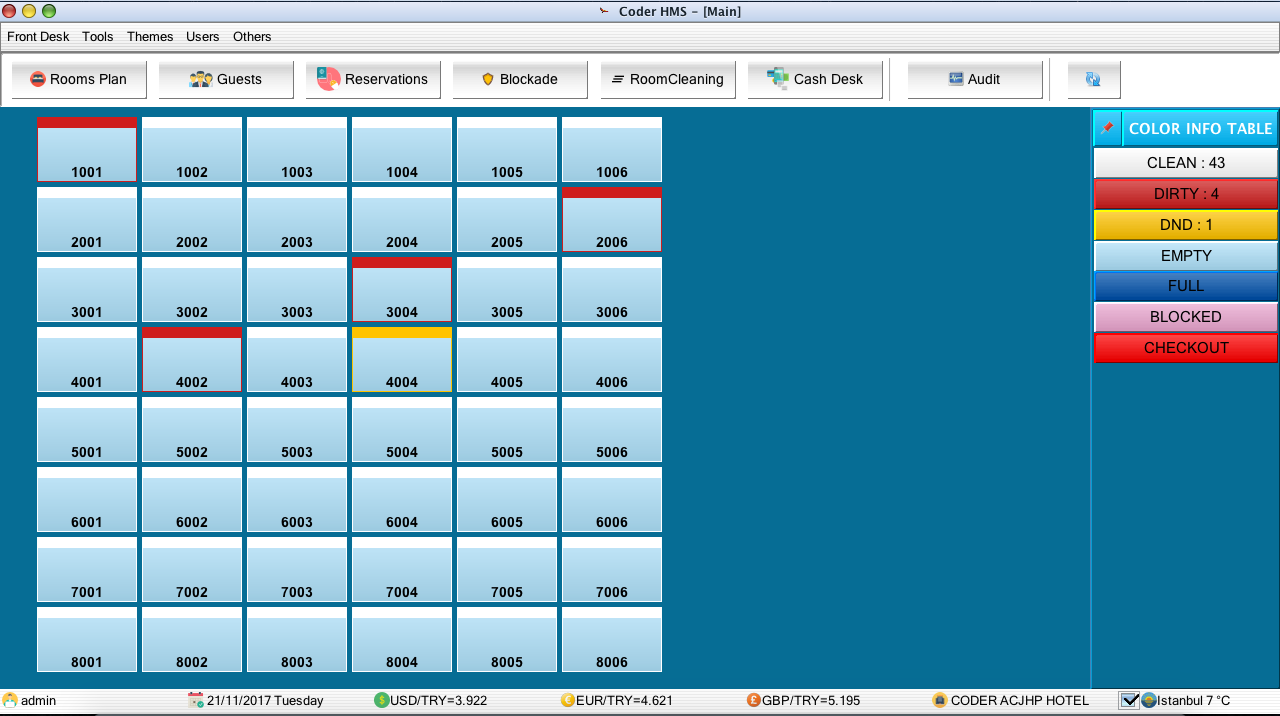 Coder HMS - [Main]
Front Desk Tools Themes Users Others
Rooms Plan Guests Reservations Blockade RoomCleaning Cash Desk Audit
COLOR INFO TABLE
CLEAN : 43
DIRTY : 4
DND : 1
EMPTY
FULL
BLOCKED
CHECKOUT
1001 1002 1003 1004 1005 1006
2001 2002 2003 2004 2005 2006
3001 3002 3003 3004 3005 3006
4001 4002 4003 4004 4005 4006
5001 5002 5003 5004 5005 5006
6001 6002 6003 6004 6005 6006
7001 7002 7003 7004 7005 7006
8001 8002 8003 8004 8005 8006
admin 21/11/2017 Tuesday USD/TRY=3.922 EUR/TRY=4.621 GBP/TRY=5.195 CODER ACJHP HOTEL Istanbul 7 °C